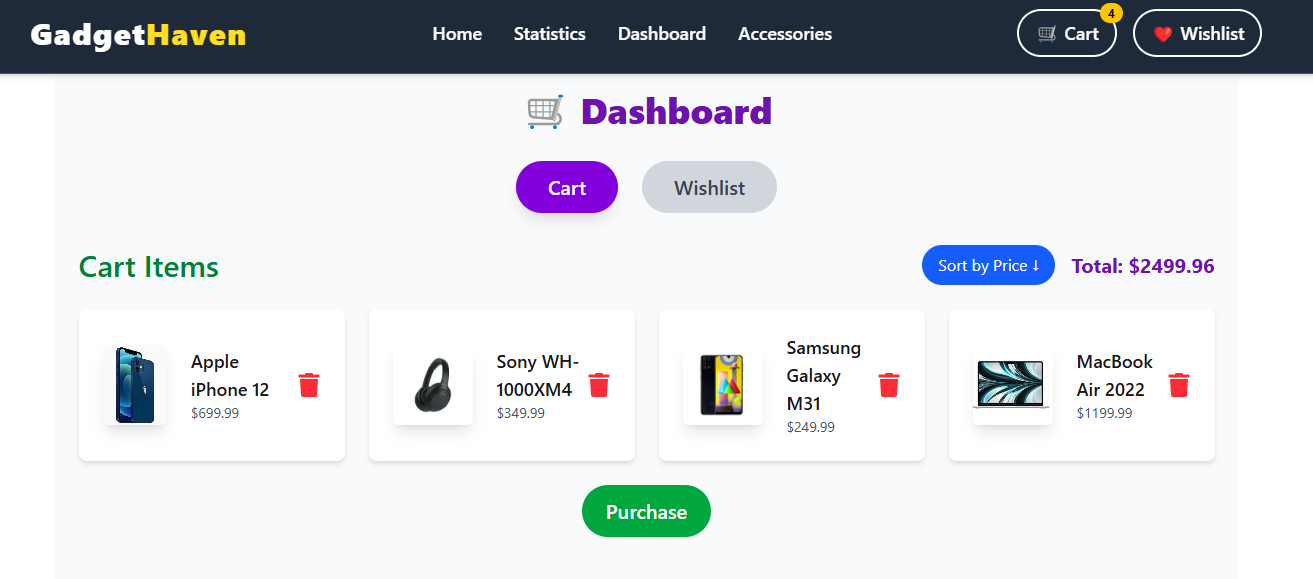 GadgetHaven
Home Statistics Dashboard Accessories
🛒 Cart 4
❤️ Wishlist
🛒 Dashboard
Cart Wishlist
Cart Items
Sort by Price ↓
Total: $2499.96
Apple
iPhone 12
$699.99
Sony WH-
1000XM4
$349.99
Samsung
Galaxy
M31
$249.99
MacBook
Air 2022
$1199.99
Purchase